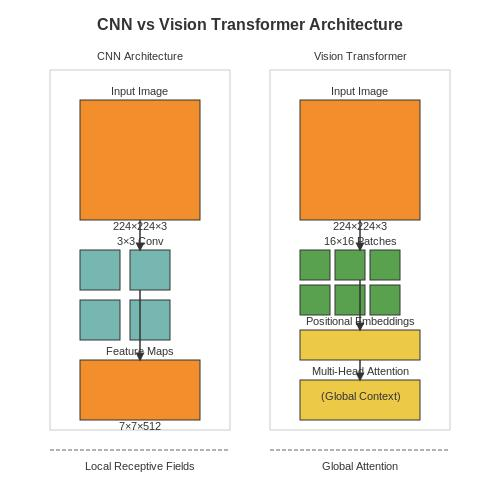 CNN vs Vision Transformer Architecture
CNN Architecture
Input Image
224×224×3
3×3 Conv
Feature Maps
7×7×512
Local Receptive Fields
Vision Transformer
Input Image
224×224×3
16×16 Patches
Positional Embeddings
Multi-Head Attention
(Global Context)
Global Attention